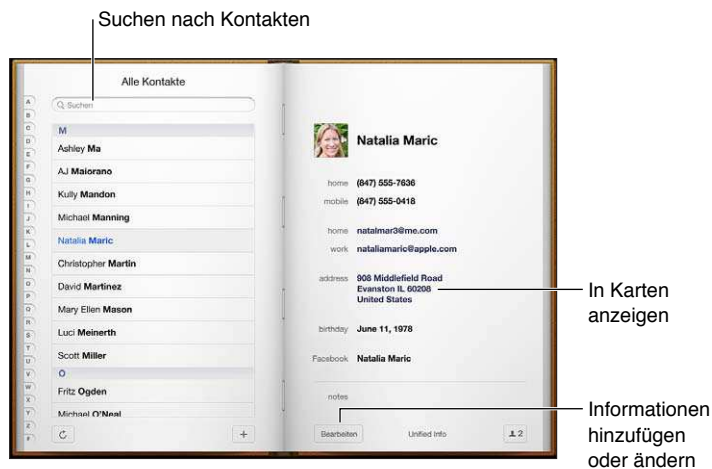 Suchen nach Kontakten
Alle Kontakte
Suchen
A
B
C
D
E
F
G
H
I
J
K
L
M
N
O
P
Q
R
S
T
U
V
W
X
Y
Z
#
M
Ashley Ma
AJ Maiorano
Kully Mandon
Michael Manning
Natalia Maric
Christopher Martin
David Martinez
Mary Ellen Mason
Luci Meinerth
Scott Miller
O
Fritz Ogden
Michael O'Neal
+
Natalia Maric
home (847) 555-7636
mobile (847) 555-0418
home natalmar3@me.com
work nataliamaric@apple.com
address 908 Middlefield Road
Evanston IL 60208
United States
birthday June 11, 1978
Facebook Natalia Maric
notes
Bearbeiten Unified Info 2
In Karten
anzeigen
Informationen
hinzufügen
oder ändern